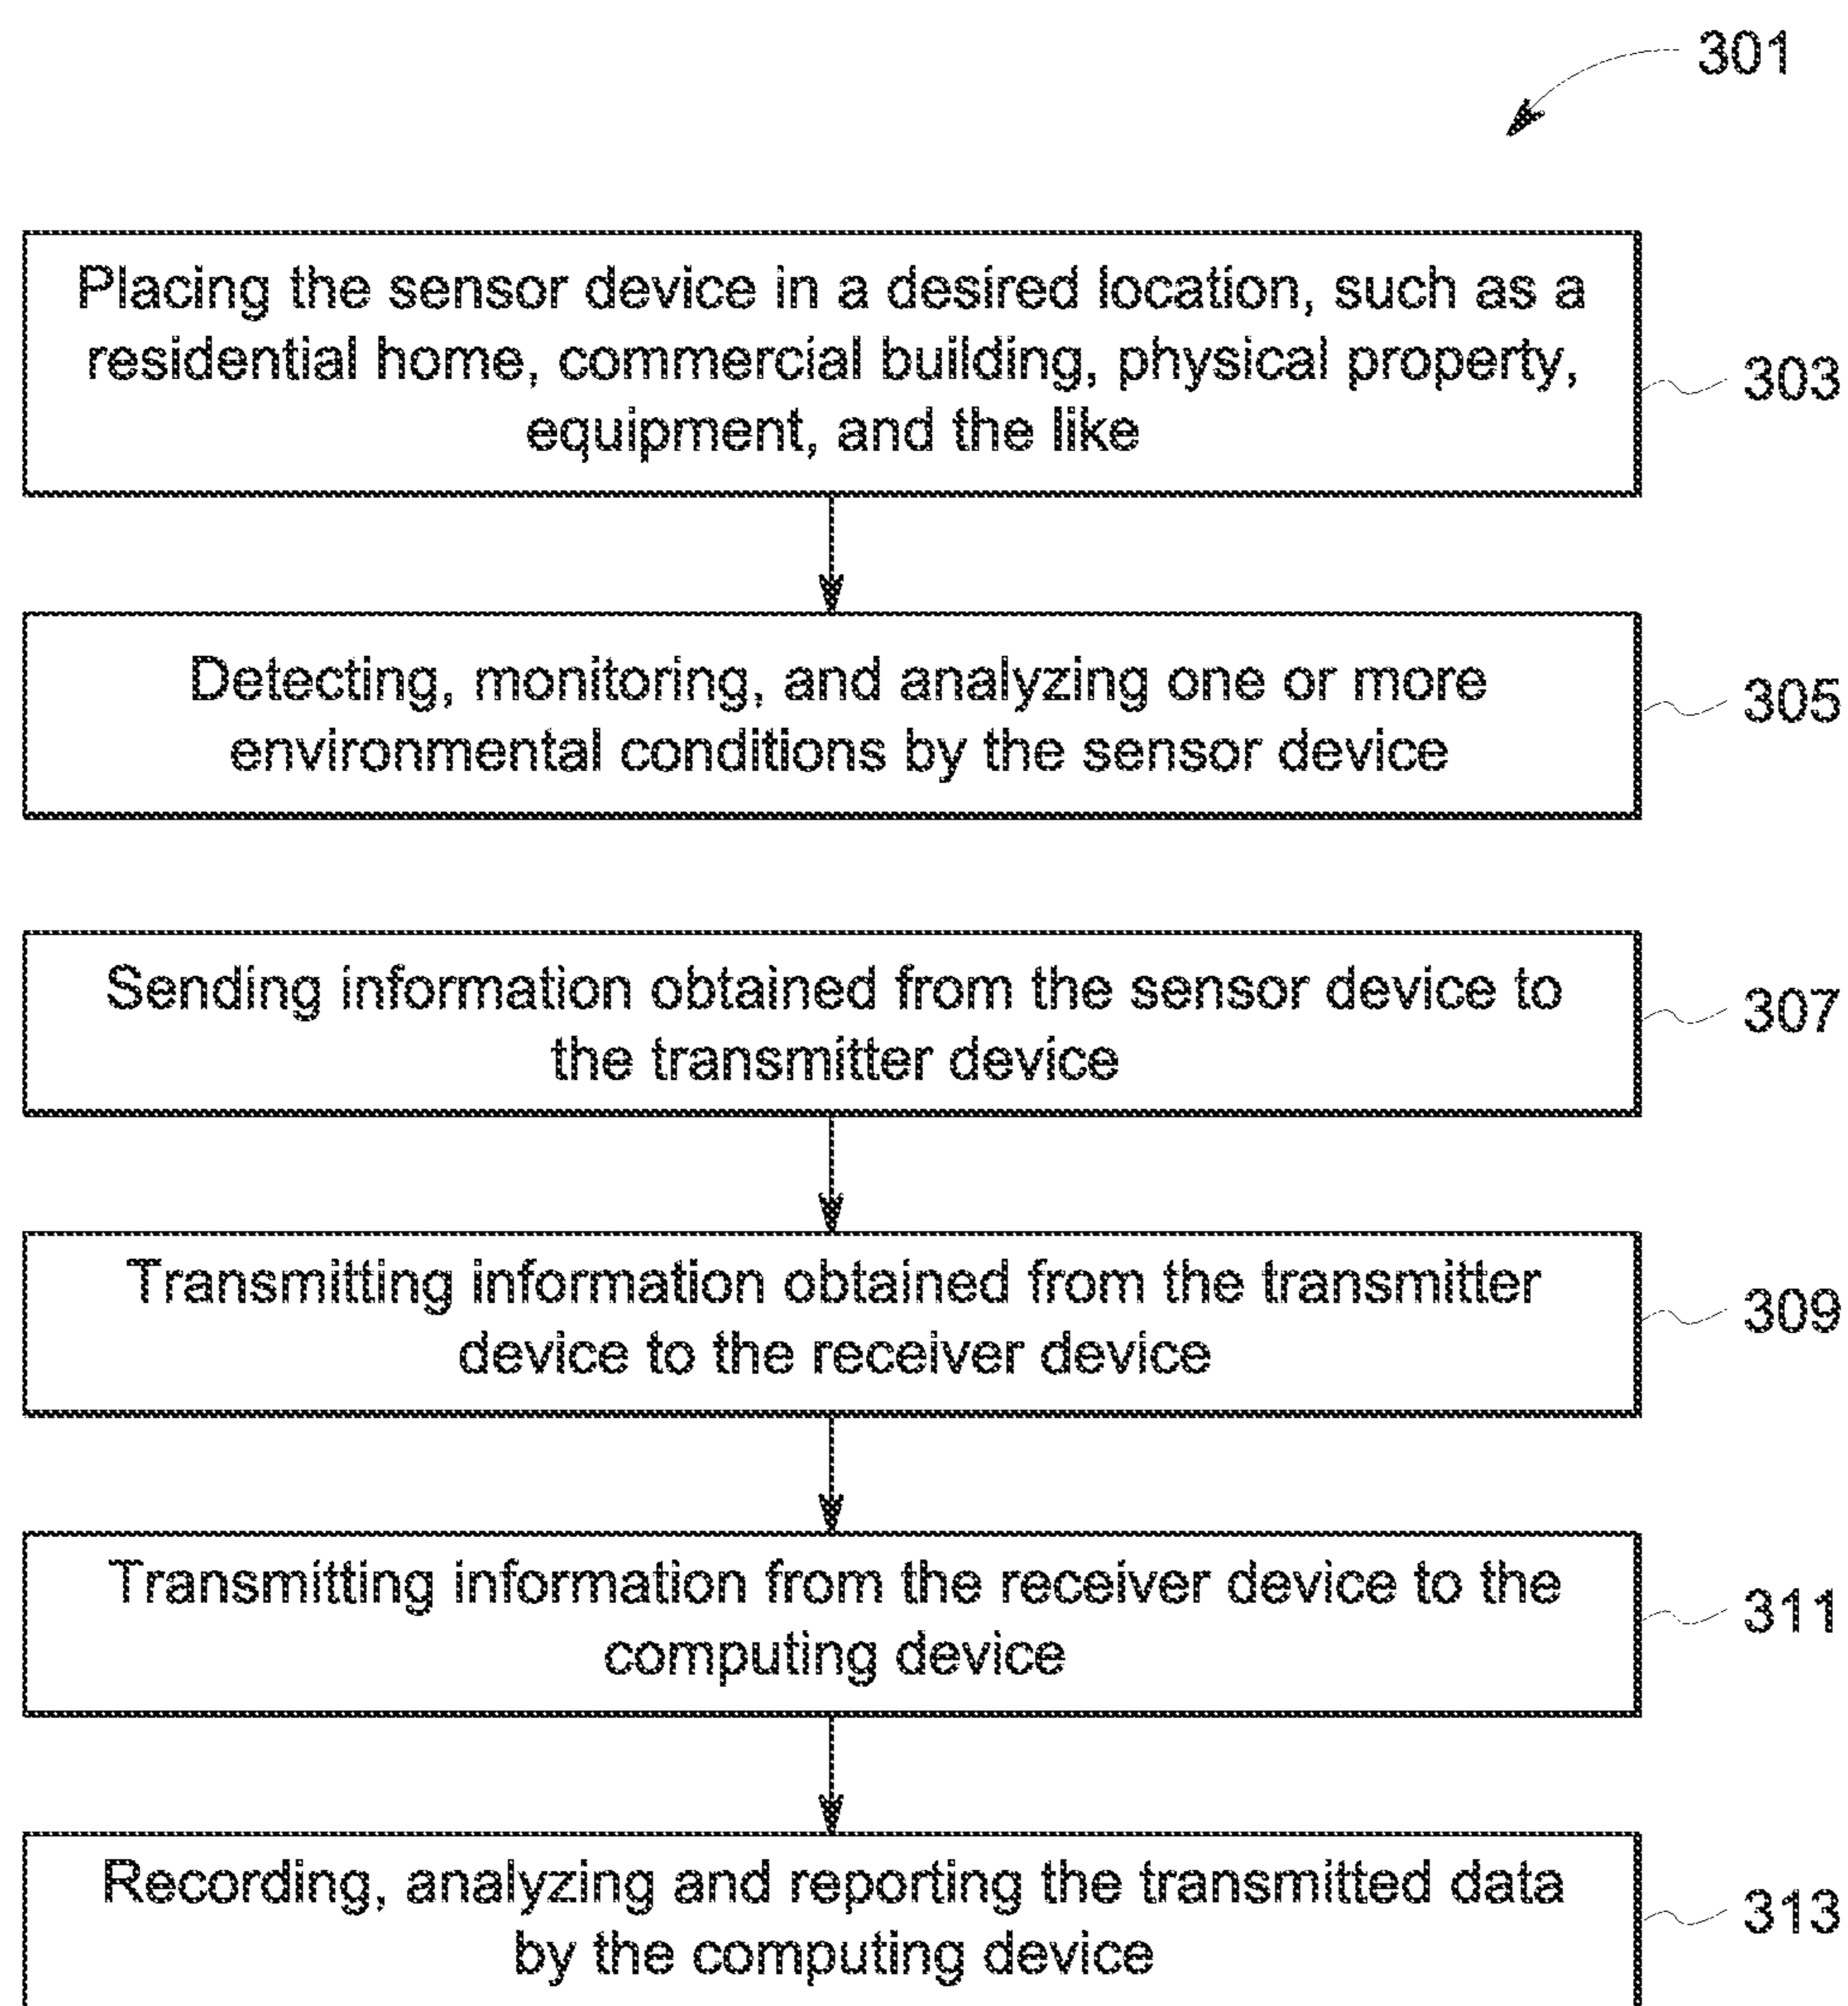 301
Placing the sensor device in a desired location, such as a
residential home, commercial building, physical property,
equipment, and the like
303
Detecting, monitoring, and analyzing one or more
environmental conditions by the sensor device
305
Sending information obtained from the sensor device to
the transmitter device
307
Transmitting information obtained from the transmitter
device to the receiver device
309
Transmitting information from the receiver device to the
computing device
311
Recording, analyzing and reporting the transmitted data
by the computing device
313